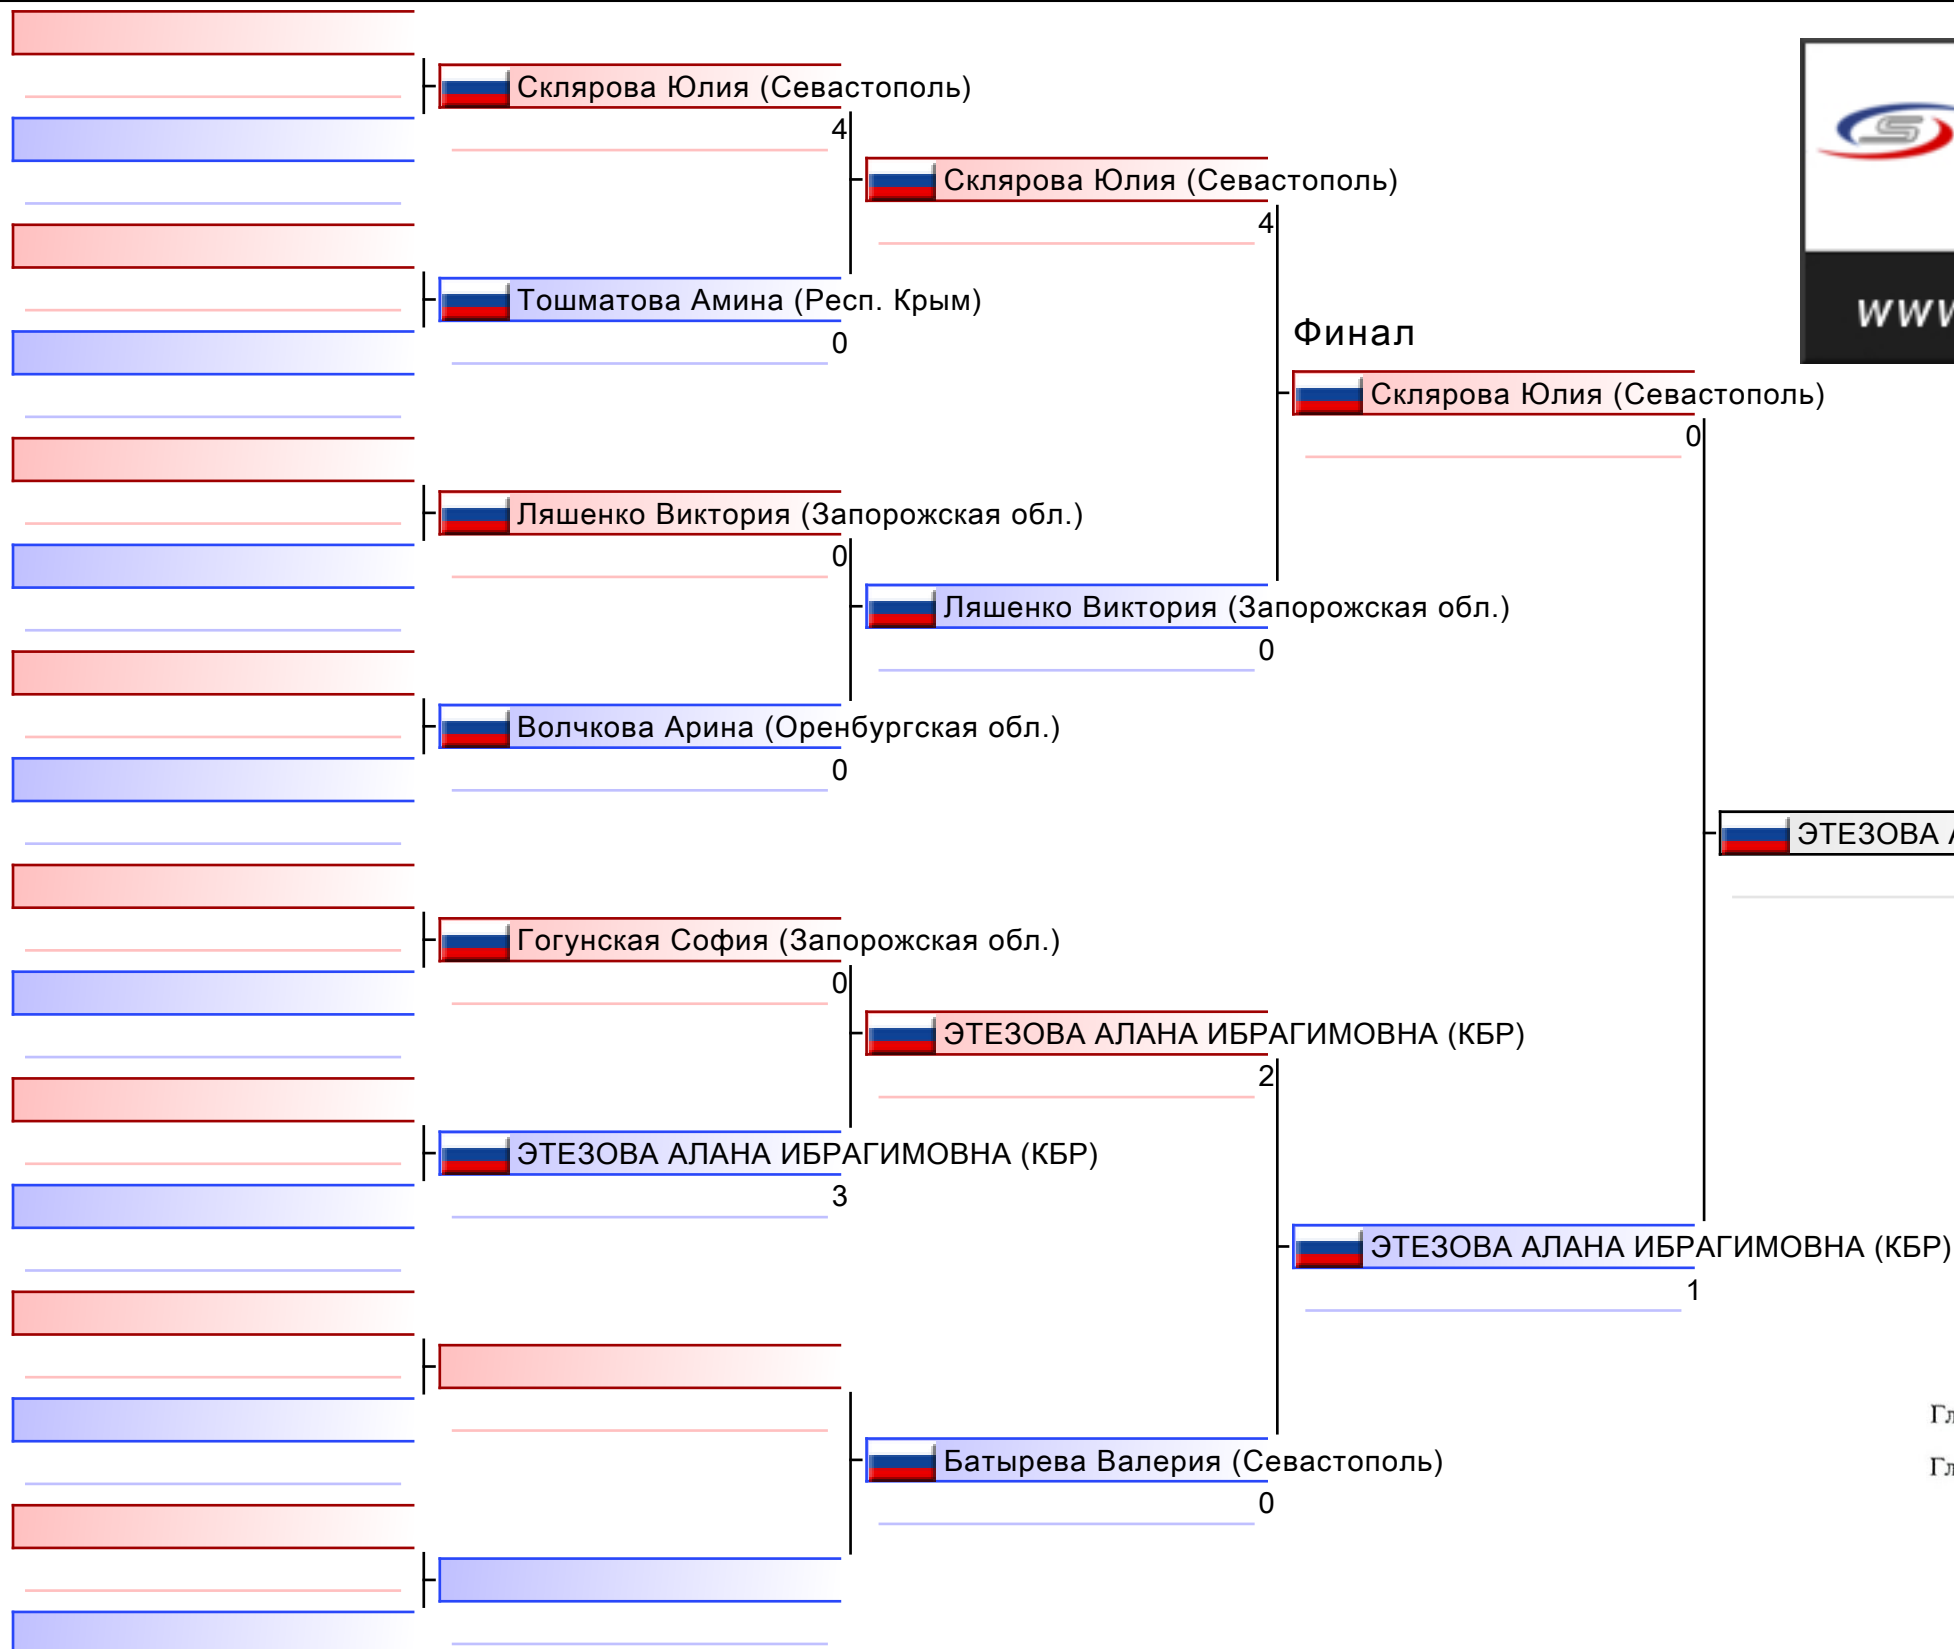 Склярова Юлия (Севастополь)
4
Склярова Юлия (Севастополь)
4
Тошматова Амина (Респ. Крым)
0
Финал
Склярова Юлия (Севастополь)
0
Ляшенко Виктория (Запорожская обл.)
0
Ляшенко Виктория (Запорожская обл.)
0
Волчкова Арина (Оренбургская обл.)
0
ЭТЕЗОВА
Гогунская София (Запорожская обл.)
0
ЭТЕЗОВА АЛАНА ИБРАГИМОВНА (КБР)
2
ЭТЕЗОВА АЛАНА ИБРАГИМОВНА (КБР)
3
ЭТЕЗОВА АЛАНА ИБРАГИМОВНА (КБР)
1
Батырева Валерия (Севастополь)
0